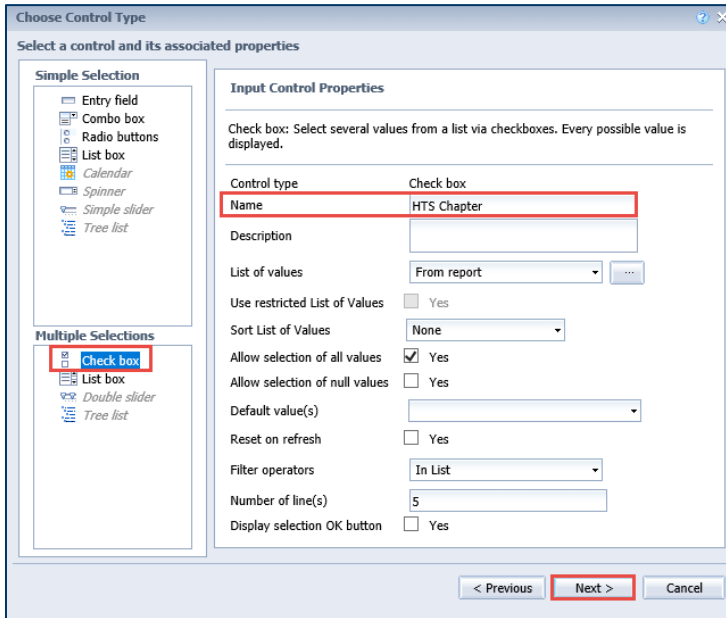 Choose Control Type
Select a control and its associated properties
Simple Selection
Entry field
Combo box
Radio buttons
List box
Calendar
Spinner
Simple slider
Tree list
Multiple Selections
Check box
List box
Double slider
Tree list
Input Control Properties
Check box: Select several values from a list via checkboxes. Every possible value is
displayed.
Control type Check box
Name HTS Chapter
Description
List of values From report ...
Use restricted List of Values Yes
Sort List of Values None
Allow selection of all values Yes
Allow selection of null values Yes
Default value(s)
Reset on refresh Yes
Filter operators In List
Number of line(s) 5
Display selection OK button Yes
< Previous Next > Cancel